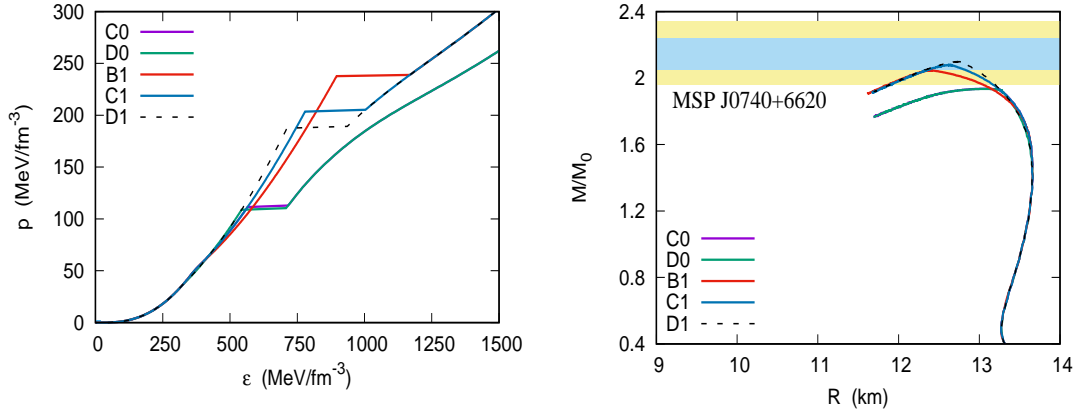 300
250
200
150
100
50
0
p (MeV/fm⁻³)
C0
D0
B1
C1
D1
0 250 500 750 1000 1250 1500
ε (MeV/fm⁻³)
2.4
2
1.6
1.2
0.8
0.4
M/M₀
MSP J0740+6620
C0
D0
B1
C1
D1
9 10 11 12 13 14
R (km)